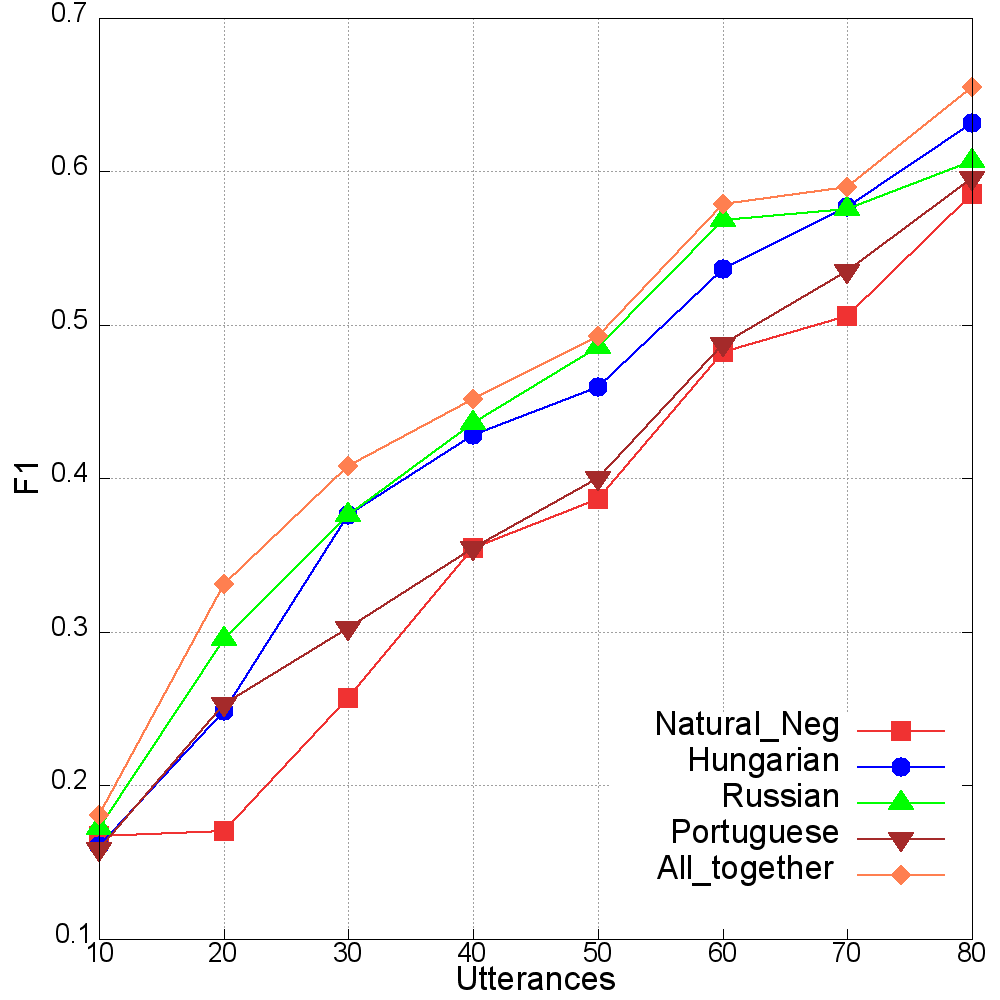 0.7
0.6
0.5
0.4
0.3
0.2
0.1
F1
Natural_Neg
Hungarian
Russian
Portuguese
All_together
10 20 30 40 50 60 70 80
Utterances